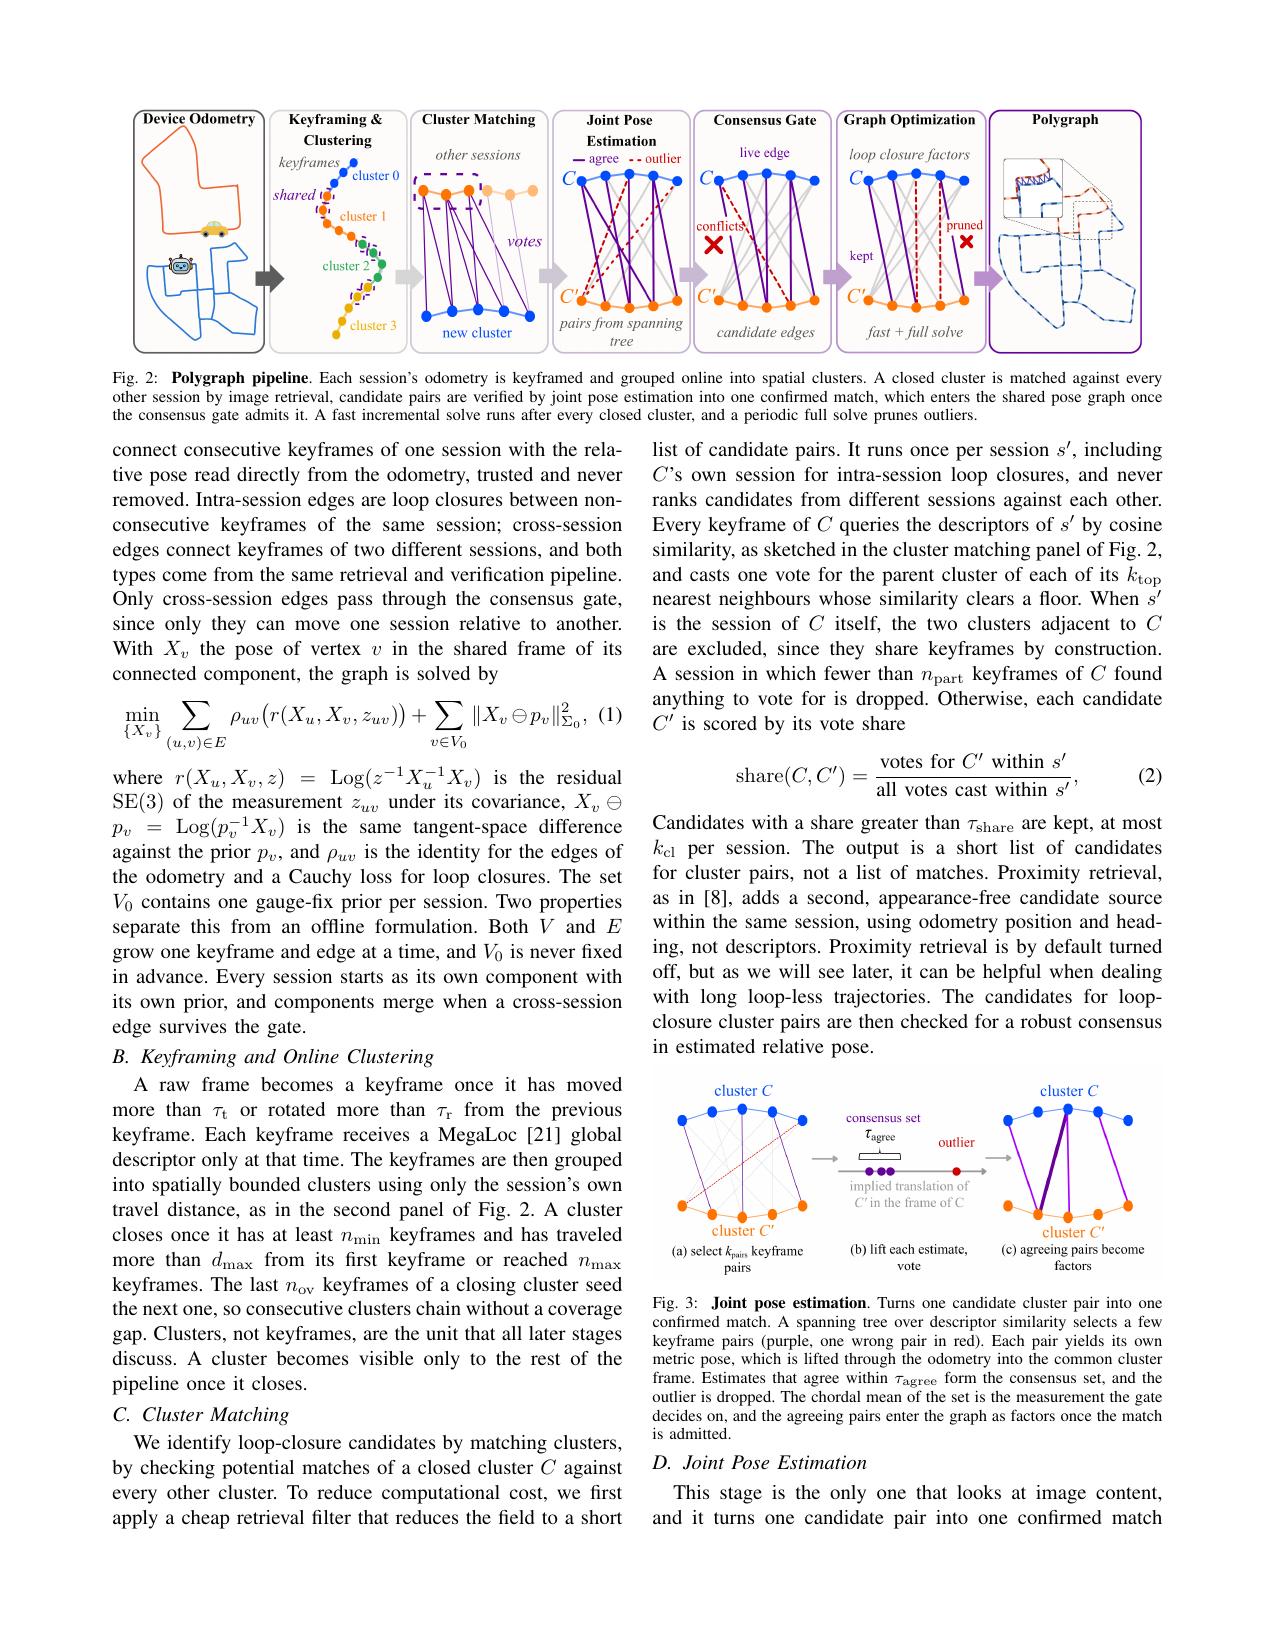 Device Odometry
Keyframing &
Clustering
keyframes
cluster 0
shared
cluster 1
cluster 2
cluster 3
Cluster Matching
other sessions
votes
new cluster
Joint Pose
Estimation
agree outlier
C
C′
pairs from spanning
tree
Consensus Gate
live edge
C
conflicts
C′
candidate edges
Graph Optimization
loop closure factors
C
pruned
kept
C′
fast + full solve
Polygraph
Fig. 2: Polygraph pipeline. Each session's odometry is keyframed and grouped online into spatial clusters. A closed cluster is matched against every
other session by image retrieval, candidate pairs are verified by joint pose estimation into one confirmed match, which enters the shared pose graph once
the consensus gate admits it. A fast incremental solve runs after every closed cluster, and a periodic full solve prunes outliers.
connect consecutive keyframes of one session with the rela-
tive pose read directly from the odometry, trusted and never
removed. Intra-session edges are loop closures between non-
consecutive keyframes of the same session; cross-session
edges connect keyframes of two different sessions, and both
types come from the same retrieval and verification pipeline.
Only cross-session edges pass through the consensus gate,
since only they can move one session relative to another.
With X_v the pose of vertex v in the shared frame of its
connected component, the graph is solved by
min_{X_v} ∑_{(u,v)∈E} ρ_uv(r(X_u, X_v, z_uv)) + ∑_{v∈V_0} ‖X_v ⊖ p_v‖²_{Σ_0}, (1)
where r(X_u, X_v, z) = Log(z⁻¹X_u⁻¹X_v) is the residual
SE(3) of the measurement z_uv under its covariance, X_v ⊖
p_v = Log(p_v⁻¹X_v) is the same tangent-space difference
against the prior p_v, and ρ_uv is the identity for the edges of
the odometry and a Cauchy loss for loop closures. The set
V_0 contains one gauge-fix prior per session. Two properties
separate this from an offline formulation. Both V and E
grow one keyframe and edge at a time, and V_0 is never fixed
in advance. Every session starts as its own component with
its own prior, and components merge when a cross-session
edge survives the gate.
B. Keyframing and Online Clustering
A raw frame becomes a keyframe once it has moved
more than τ_t or rotated more than τ_r from the previous
keyframe. Each keyframe receives a MegaLoc [21] global
descriptor only at that time. The keyframes are then grouped
into spatially bounded clusters using only the session's own
travel distance, as in the second panel of Fig. 2. A cluster
closes once it has at least n_min keyframes and has traveled
more than d_max from its first keyframe or reached n_max
keyframes. The last n_ov keyframes of a closing cluster seed
the next one, so consecutive clusters chain without a coverage
gap. Clusters, not keyframes, are the unit that all later stages
discuss. A cluster becomes visible only to the rest of the
pipeline once it closes.
C. Cluster Matching
We identify loop-closure candidates by matching clusters,
by checking potential matches of a closed cluster C against
every other cluster. To reduce computational cost, we first
apply a cheap retrieval filter that reduces the field to a short
list of candidate pairs. It runs once per session s′, including
C's own session for intra-session loop closures, and never
ranks candidates from different sessions against each other.
Every keyframe of C queries the descriptors of s′ by cosine
similarity, as sketched in the cluster matching panel of Fig. 2,
and casts one vote for the parent cluster of each of its k_top
nearest neighbours whose similarity clears a floor. When s′
is the session of C itself, the two clusters adjacent to C
are excluded, since they share keyframes by construction.
A session in which fewer than n_part keyframes of C found
anything to vote for is dropped. Otherwise, each candidate
C′ is scored by its vote share
share(C, C′) = votes for C′ within s′ / all votes cast within s′, (2)
Candidates with a share greater than τ_share are kept, at most
k_cl per session. The output is a short list of candidates
for cluster pairs, not a list of matches. Proximity retrieval,
as in [8], adds a second, appearance-free candidate source
within the same session, using odometry position and head-
ing, not descriptors. Proximity retrieval is by default turned
off, but as we will see later, it can be helpful when dealing
with long loop-less trajectories. The candidates for loop-
closure cluster pairs are then checked for a robust consensus
in estimated relative pose.
cluster C
cluster C′
(a) select k_pairs keyframe
pairs
consensus set
τ_agree
outlier
implied translation of
C′ in the frame of C
(b) lift each estimate,
vote
cluster C
cluster C′
(c) agreeing pairs become
factors
Fig. 3: Joint pose estimation. Turns one candidate cluster pair into one
confirmed match. A spanning tree over descriptor similarity selects a few
keyframe pairs (purple, one wrong pair in red). Each pair yields its own
metric pose, which is lifted through the odometry into the common cluster
frame. Estimates that agree within τ_agree form the consensus set, and the
outlier is dropped. The chordal mean of the set is the measurement the gate
decides on, and the agreeing pairs enter the graph as factors once the match
is admitted.
D. Joint Pose Estimation
This stage is the only one that looks at image content,
and it turns one candidate pair into one confirmed match